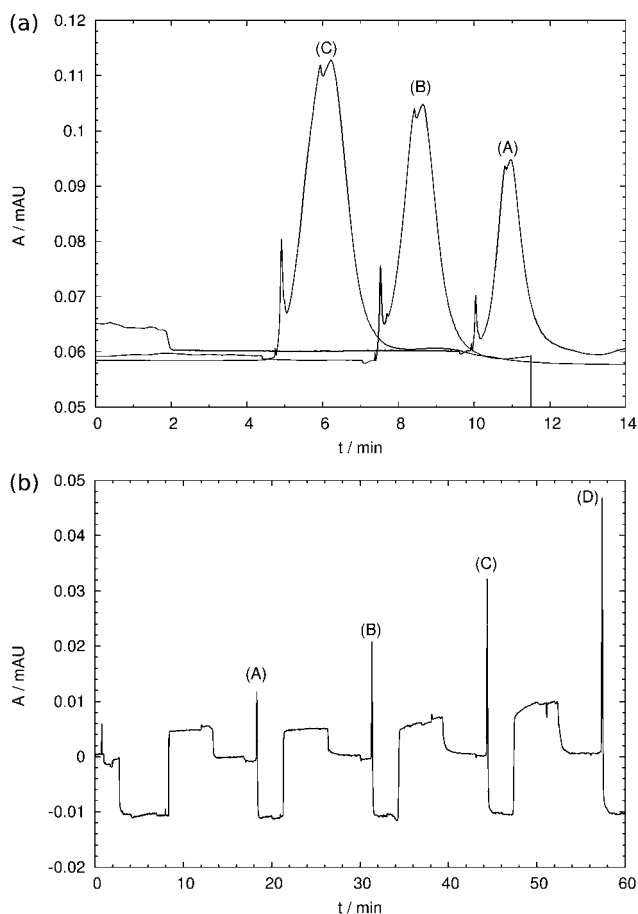 (a)
0.12
0.11
0.1
0.09
0.08
0.07
0.06
0.05
A / mAU
(C)
(B)
(A)
0 2 4 6 8 10 12 14
t / min
(b)
0.05
0.04
0.03
0.02
0.01
0
-0.01
-0.02
A / mAU
(A)
(B)
(C)
(D)
0 10 20 30 40 50 60
t / min